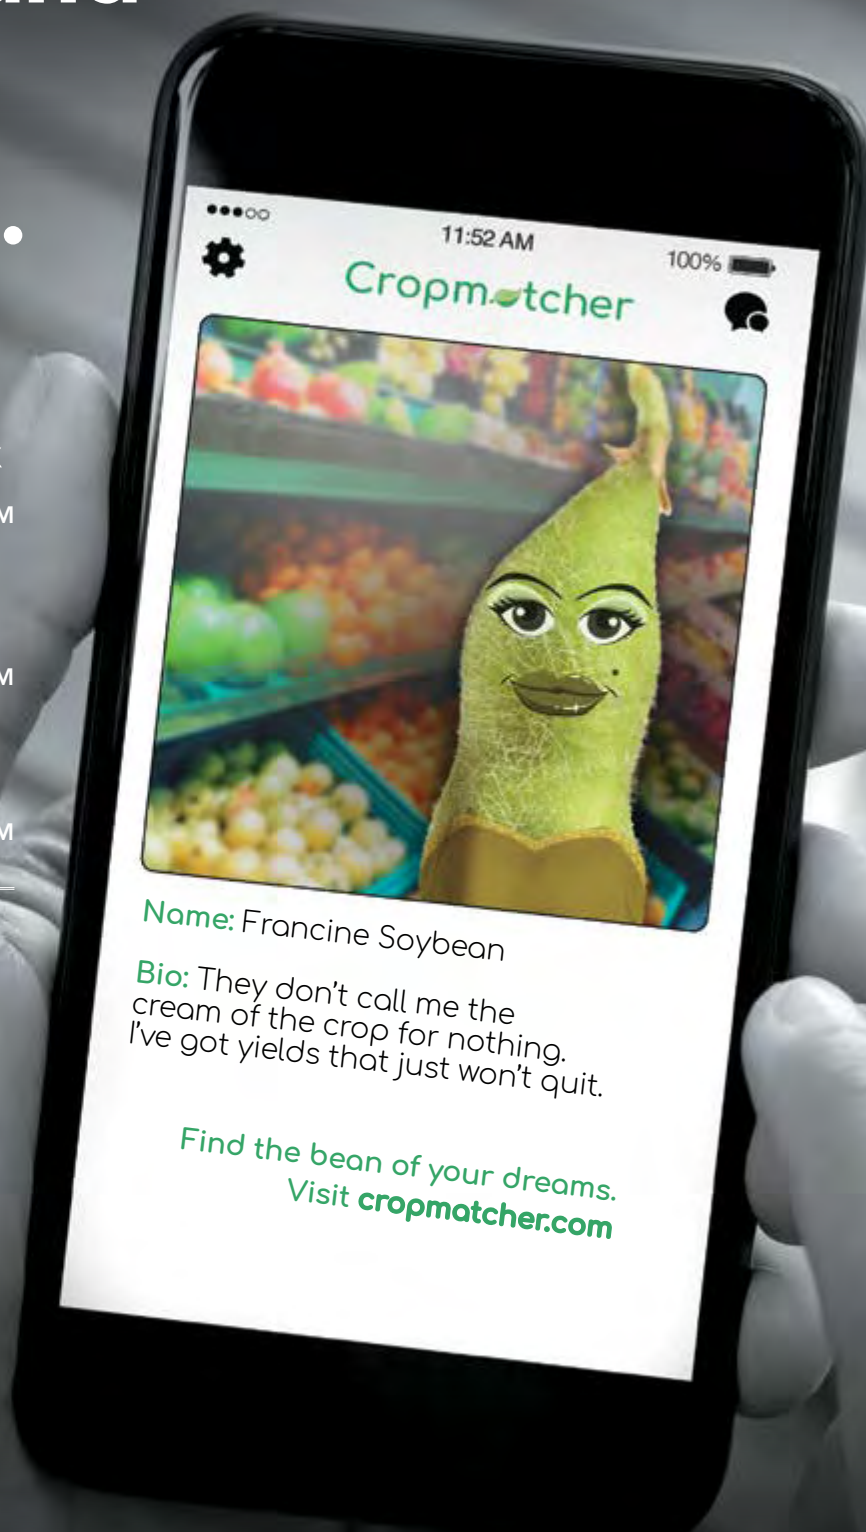 11:52 AM
100%
Cropmatcher
Name: Francine Soybean
Bio: They don't call me the
cream of the crop for nothing.
I've got yields that just won't quit.
Find the bean of your dreams.
Visit cropmatcher.com
M
M
M